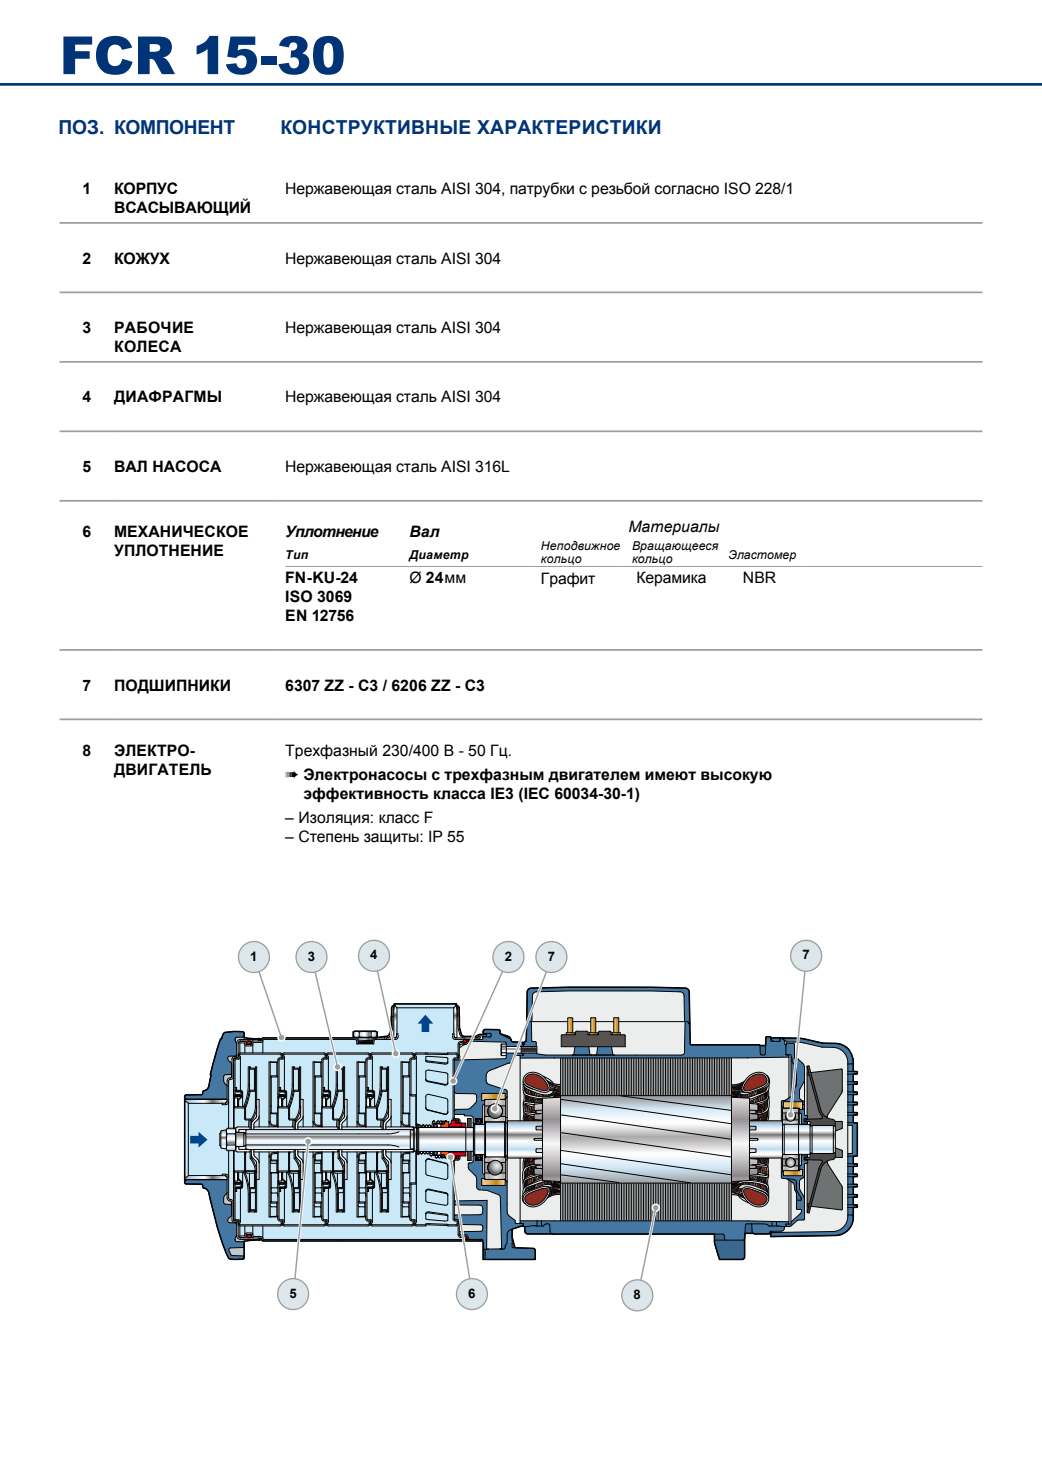 FCR 15-30
ПОЗ. КОМПОНЕНТ КОНСТРУКТИВНЫЕ ХАРАКТЕРИСТИКИ
1 КОРПУС ВСАСЫВАЮЩИЙ Нержавеющая сталь AISI 304, патрубки с резьбой согласно ISO 228/1
2 КОЖУХ Нержавеющая сталь AISI 304
3 РАБОЧИЕ КОЛЕСА Нержавеющая сталь AISI 304
4 ДИАФРАГМЫ Нержавеющая сталь AISI 304
5 ВАЛ НАСОСА Нержавеющая сталь AISI 316L
6 МЕХАНИЧЕСКОЕ УПЛОТНЕНИЕ
Уплотнение Вал Материалы
Тип Диаметр Неподвижное кольцо Вращающееся кольцо Эластомер
FN-KU-24 Ø 24мм Графит Керамика NBR
ISO 3069
EN 12756
7 ПОДШИПНИКИ 6307 ZZ - C3 / 6206 ZZ - C3
8 ЭЛЕКТРО-
ДВИГАТЕЛЬ
Трехфазный 230/400 В - 50 Гц.
➠ Электронасосы с трехфазным двигателем имеют высокую
эффективность класса IE3 (IEC 60034-30-1)
– Изоляция: класс F
– Степень защиты: IP 55
1 3 4 2 7 7
5 6 8